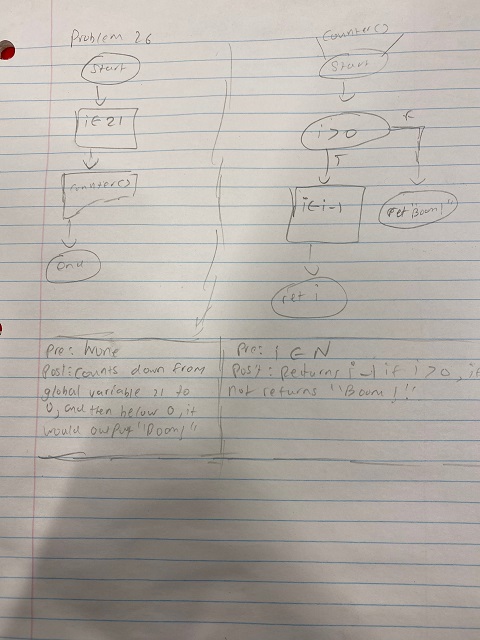 Problem 26
Start
i ← 21
counter()
end
Counter()
Start
i > 0
F
T
i ← i-1
ret "Boom!"
ret i
Pre: None
Post: counts down from
global variable 21 to
0, and then below 0, it
would output "Boom!"
Pre: i ∈ N
Post: Returns i-1 if i > 0, if
not returns "Boom!"